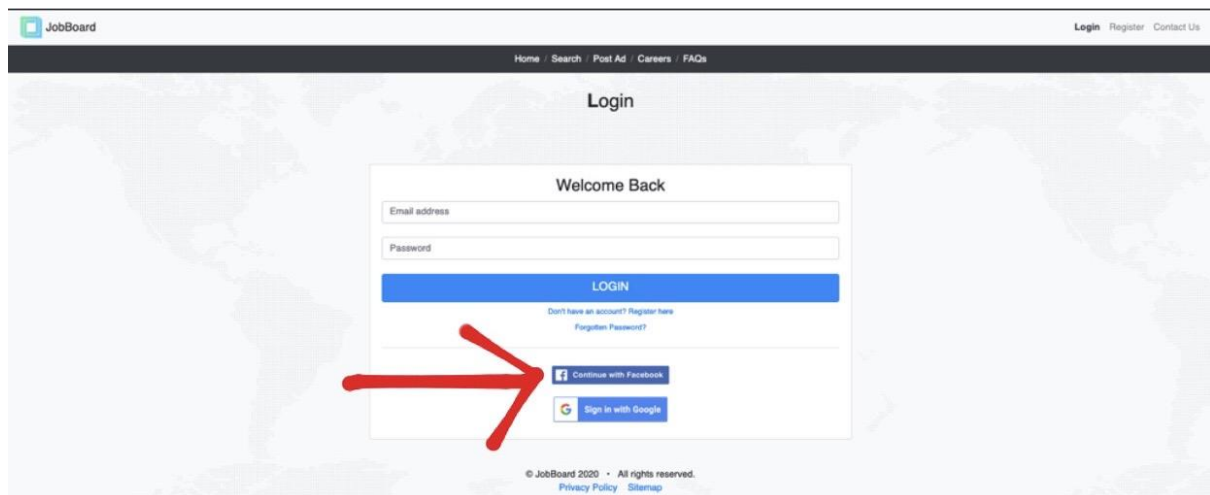 JobBoard
Login Register Contact Us
Home / Search / Post Ad / Careers / FAQs
Login
Welcome Back
Email address
Password
LOGIN
Don't have an account? Register here
Forgotten Password?
Continue with Facebook
Sign in with Google
© JobBoard 2020 · All rights reserved.
Privacy Policy Sitemap